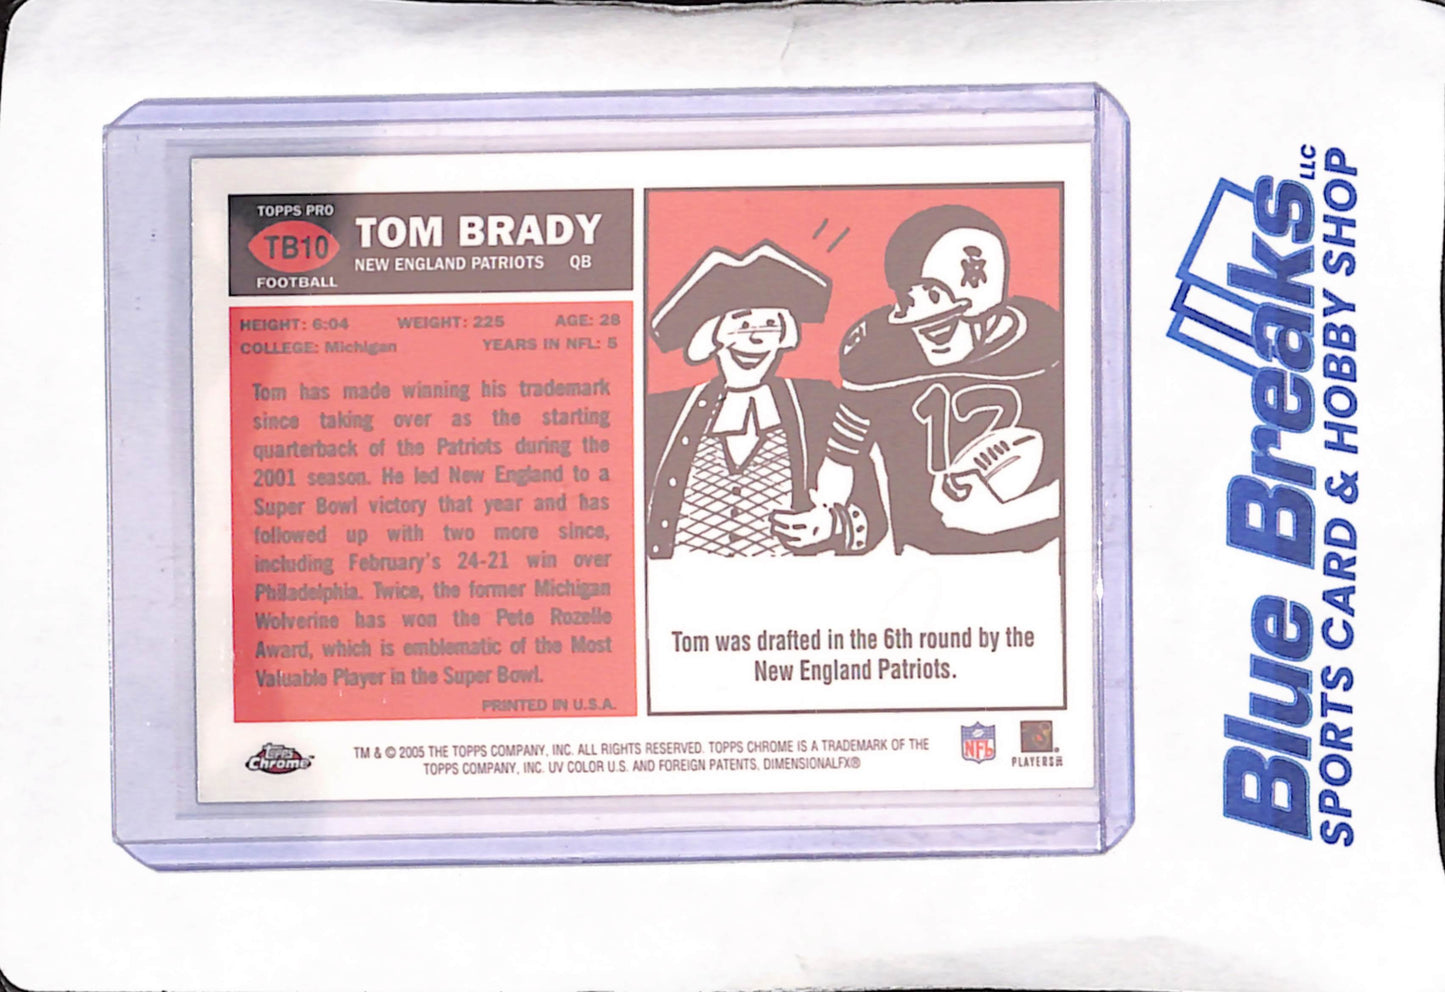 TOPPS PRO
TB10
FOOTBALL
TOM BRADY
NEW ENGLAND PATRIOTS QB
HEIGHT: 6:04 WEIGHT: 225 AGE: 28
COLLEGE: Michigan YEARS IN NFL: 5
Tom has made winning his trademark
since taking over as the starting
quarterback of the Patriots during the
2001 season. He led New England to a
Super Bowl victory that year and has
followed up with two more since,
including February's 24-21 win over
Philadelphia. Twice, the former Michigan
Wolverine has won the Pete Rozelle
Award, which is emblematic of the Most
Valuable Player in the Super Bowl.
PRINTED IN U.S.A.
12
Tom was drafted in the 6th round by the
New England Patriots.
Topps
Chrome™
TM & © 2005 THE TOPPS COMPANY, INC. ALL RIGHTS RESERVED. TOPPS CHROME IS A TRADEMARK OF THE
TOPPS COMPANY, INC. UV COLOR U.S. AND FOREIGN PATENTS. DIMENSIONALFX®
NFL
PLAYERS
Blue Breaks LLC
SPORTS CARD & HOBBY SHOP